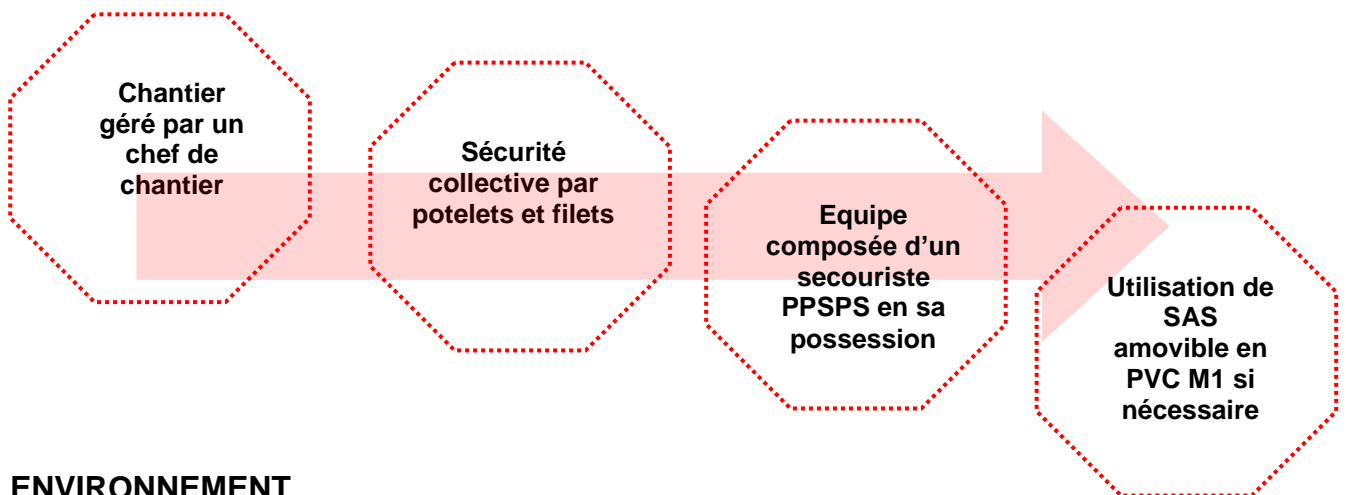 Chantier
géré par un
chef de
chantier
Sécurité
collective par
potelets et filets
Equipe
composée d’un
secouriste
PPSPS en sa
possession
Utilisation de
SAS
amovible en
PVC M1 si
nécessaire
ENVIRONNEMENT